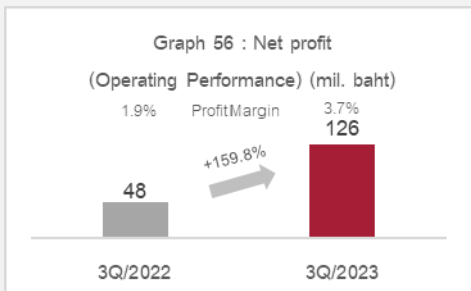 Graph 56 : Net profit
(Operating Performance) (mil. baht)
1.9% ProfitMargin 3.7%
126
+159.8%
48
3Q/2022 3Q/2023